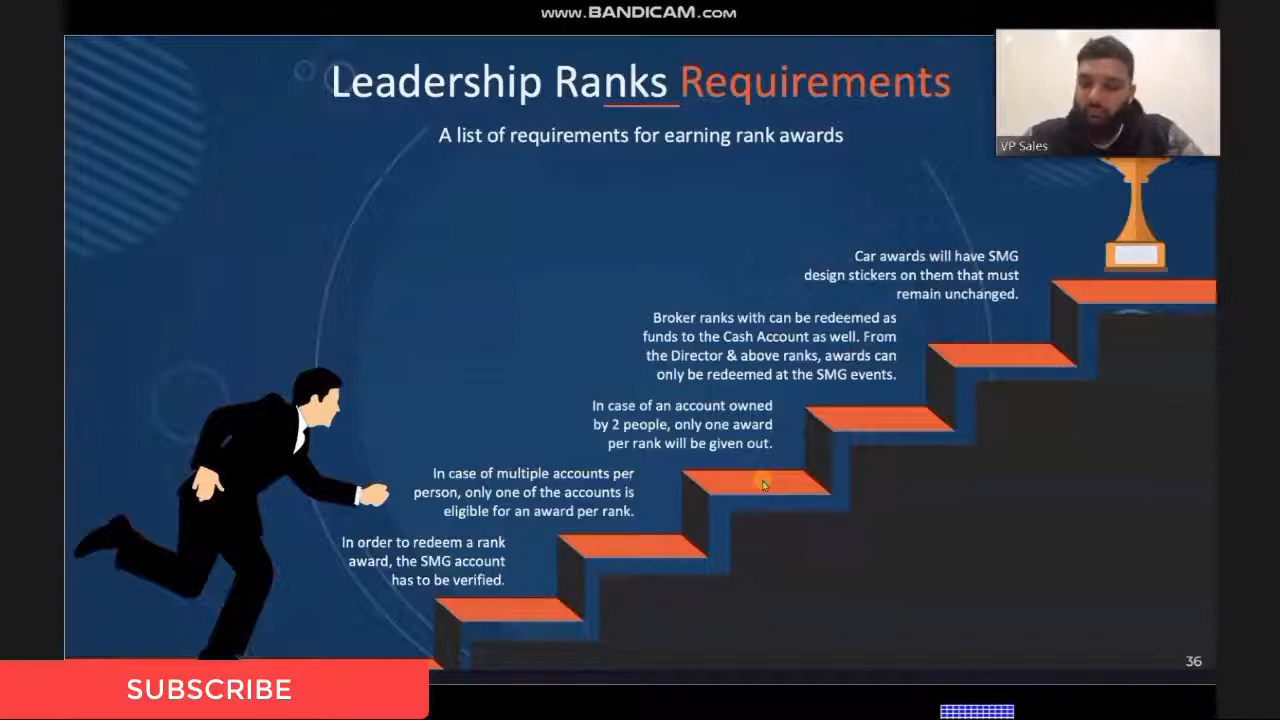 www.BANDICAM.com
Leadership Ranks Requirements
A list of requirements for earning rank awards
VP Sales
Car awards will have SMG
design stickers on them that must
remain unchanged.
Broker ranks with can be redeemed as
funds to the Cash Account as well. From
the Director & above ranks, awards can
only be redeemed at the SMG events.
In case of an account owned
by 2 people, only one award
per rank will be given out.
In case of multiple accounts per
person, only one of the accounts is
eligible for an award per rank.
In order to redeem a rank
award, the SMG account
has to be verified.
36
SUBSCRIBE